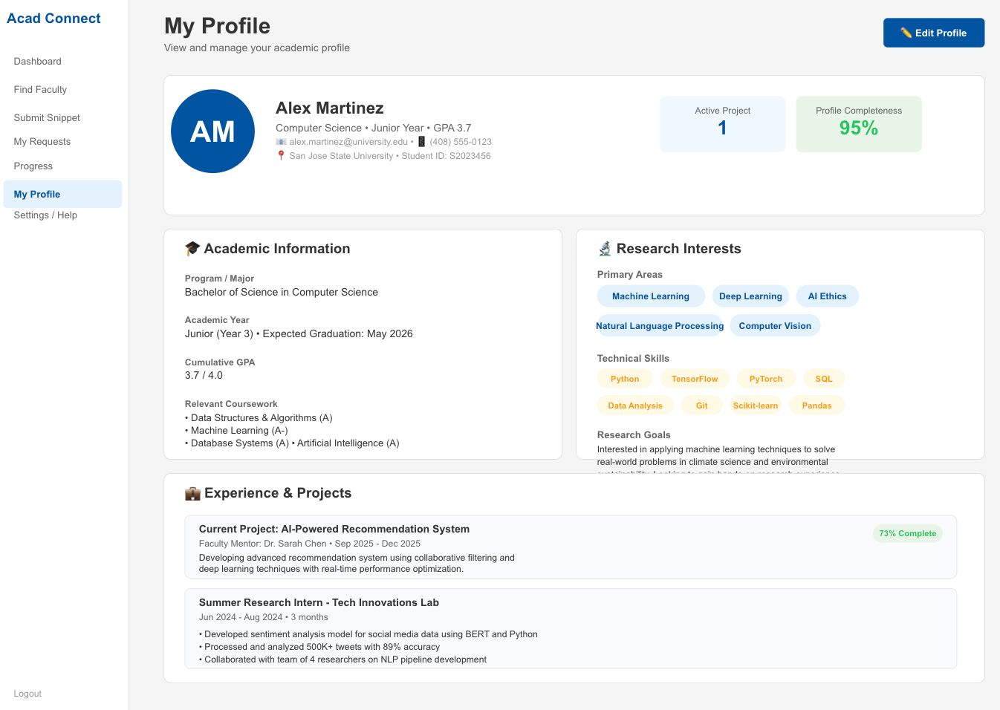 Acad Connect
Dashboard
Find Faculty
Submit Snippet
My Requests
Progress
My Profile
Settings / Help
Logout
My Profile
View and manage your academic profile
✏️ Edit Profile
AM
Alex Martinez
Computer Science • Junior Year • GPA 3.7
📧 alex.martinez@university.edu • 📱 (408) 555-0123
📍 San Jose State University • Student ID: S2023456
Active Project
1
Profile Completeness
95%
🎓 Academic Information
Program / Major
Bachelor of Science in Computer Science
Academic Year
Junior (Year 3) • Expected Graduation: May 2026
Cumulative GPA
3.7 / 4.0
Relevant Coursework
• Data Structures & Algorithms (A)
• Machine Learning (A-)
• Database Systems (A) • Artificial Intelligence (A)
🔬 Research Interests
Primary Areas
Machine Learning Deep Learning AI Ethics
Natural Language Processing Computer Vision
Technical Skills
Python TensorFlow PyTorch SQL
Data Analysis Git Scikit-learn Pandas
Research Goals
Interested in applying machine learning techniques to solve
real-world problems in climate science and environmental
sustainability. Looking to gain hands-on research experience
💼 Experience & Projects
Current Project: AI-Powered Recommendation System
73% Complete
Faculty Mentor: Dr. Sarah Chen • Sep 2025 - Dec 2025
Developing advanced recommendation system using collaborative filtering and
deep learning techniques with real-time performance optimization.
Summer Research Intern - Tech Innovations Lab
Jun 2024 - Aug 2024 • 3 months
• Developed sentiment analysis model for social media data using BERT and Python
• Processed and analyzed 500K+ tweets with 89% accuracy
• Collaborated with team of 4 researchers on NLP pipeline development